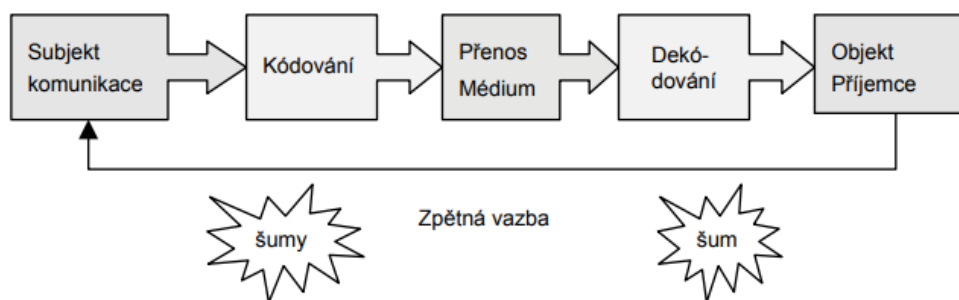 Subjekt
komunikace
Kódování
Přenos
Médium
Dekó-
dování
Objekt
Příjemce
Zpětná vazba
šumy
šum